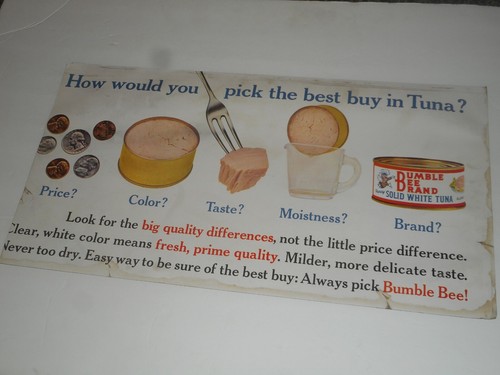 How would you pick the best buy in Tuna?
Price?
Color?
Taste?
Moistness?
Brand?
BUMBLE
BEE
BRAND
SOLID WHITE TUNA
Look for the big quality differences, not the little price difference.
Clear, white color means fresh, prime quality. Milder, more delicate taste.
Never too dry. Easy way to be sure of the best buy: Always pick Bumble Bee!